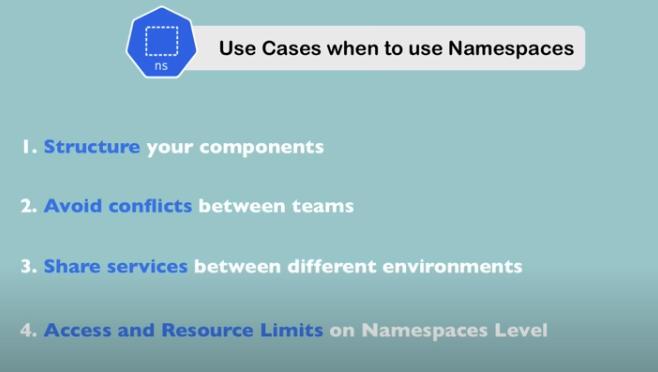 Use Cases when to use Namespaces
ns
1. Structure your components
2. Avoid conflicts between teams
3. Share services between different environments
4. Access and Resource Limits on Namespaces Level